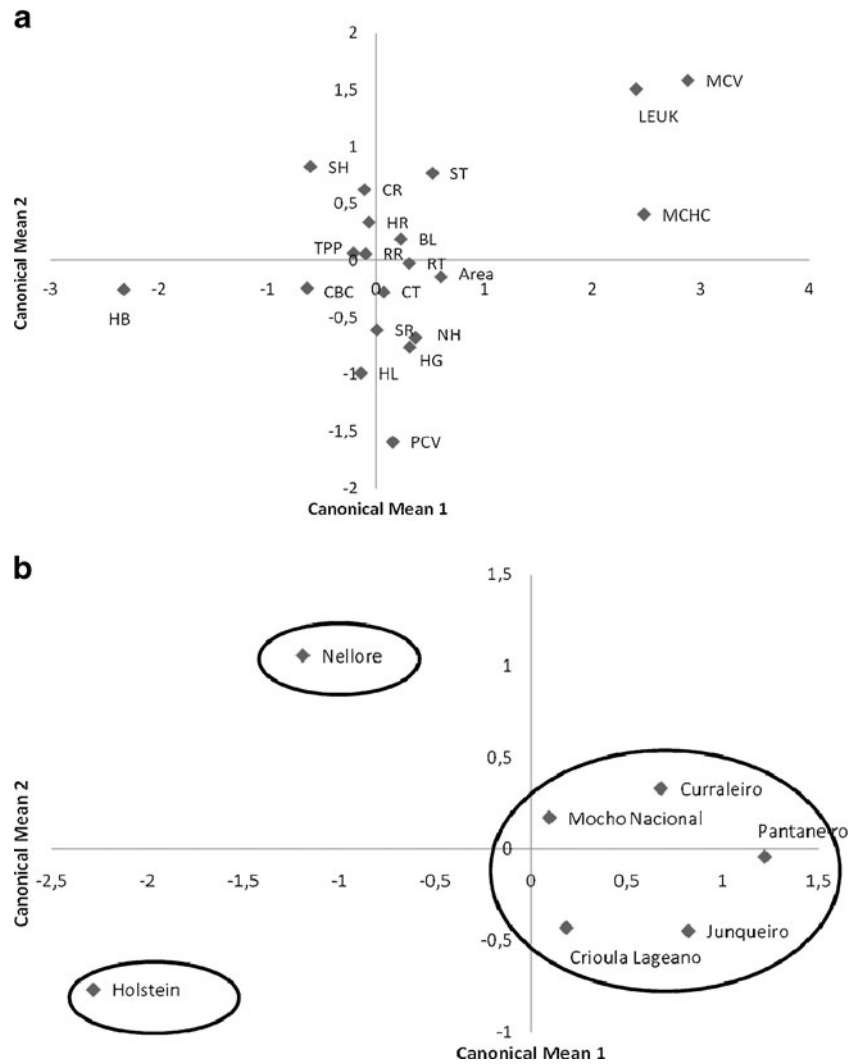 a
2
MCV
1,5
LEUK
1
SH
ST
CR
0,5
MCHC
HR
BL
TPP
RR
RT
0
Area
-3 -2 -1 0 1 2 3 4
CBC
CT
HB
-0,5
SR
NH
HG
-1
HL
-1,5
PCV
-2
Canonical Mean 1
Canonical Mean 2
b
1,5
Nellore
1
0,5
Curraleiro
Mocho Nacional
Pantaneiro
0
-2,5 -2 -1,5 -1 -0,5 0 0,5 1 1,5
-0,5
Junqueiro
Crioula Lageano
Holstein
-1
Canonical Mean 1
Canonical Mean 2